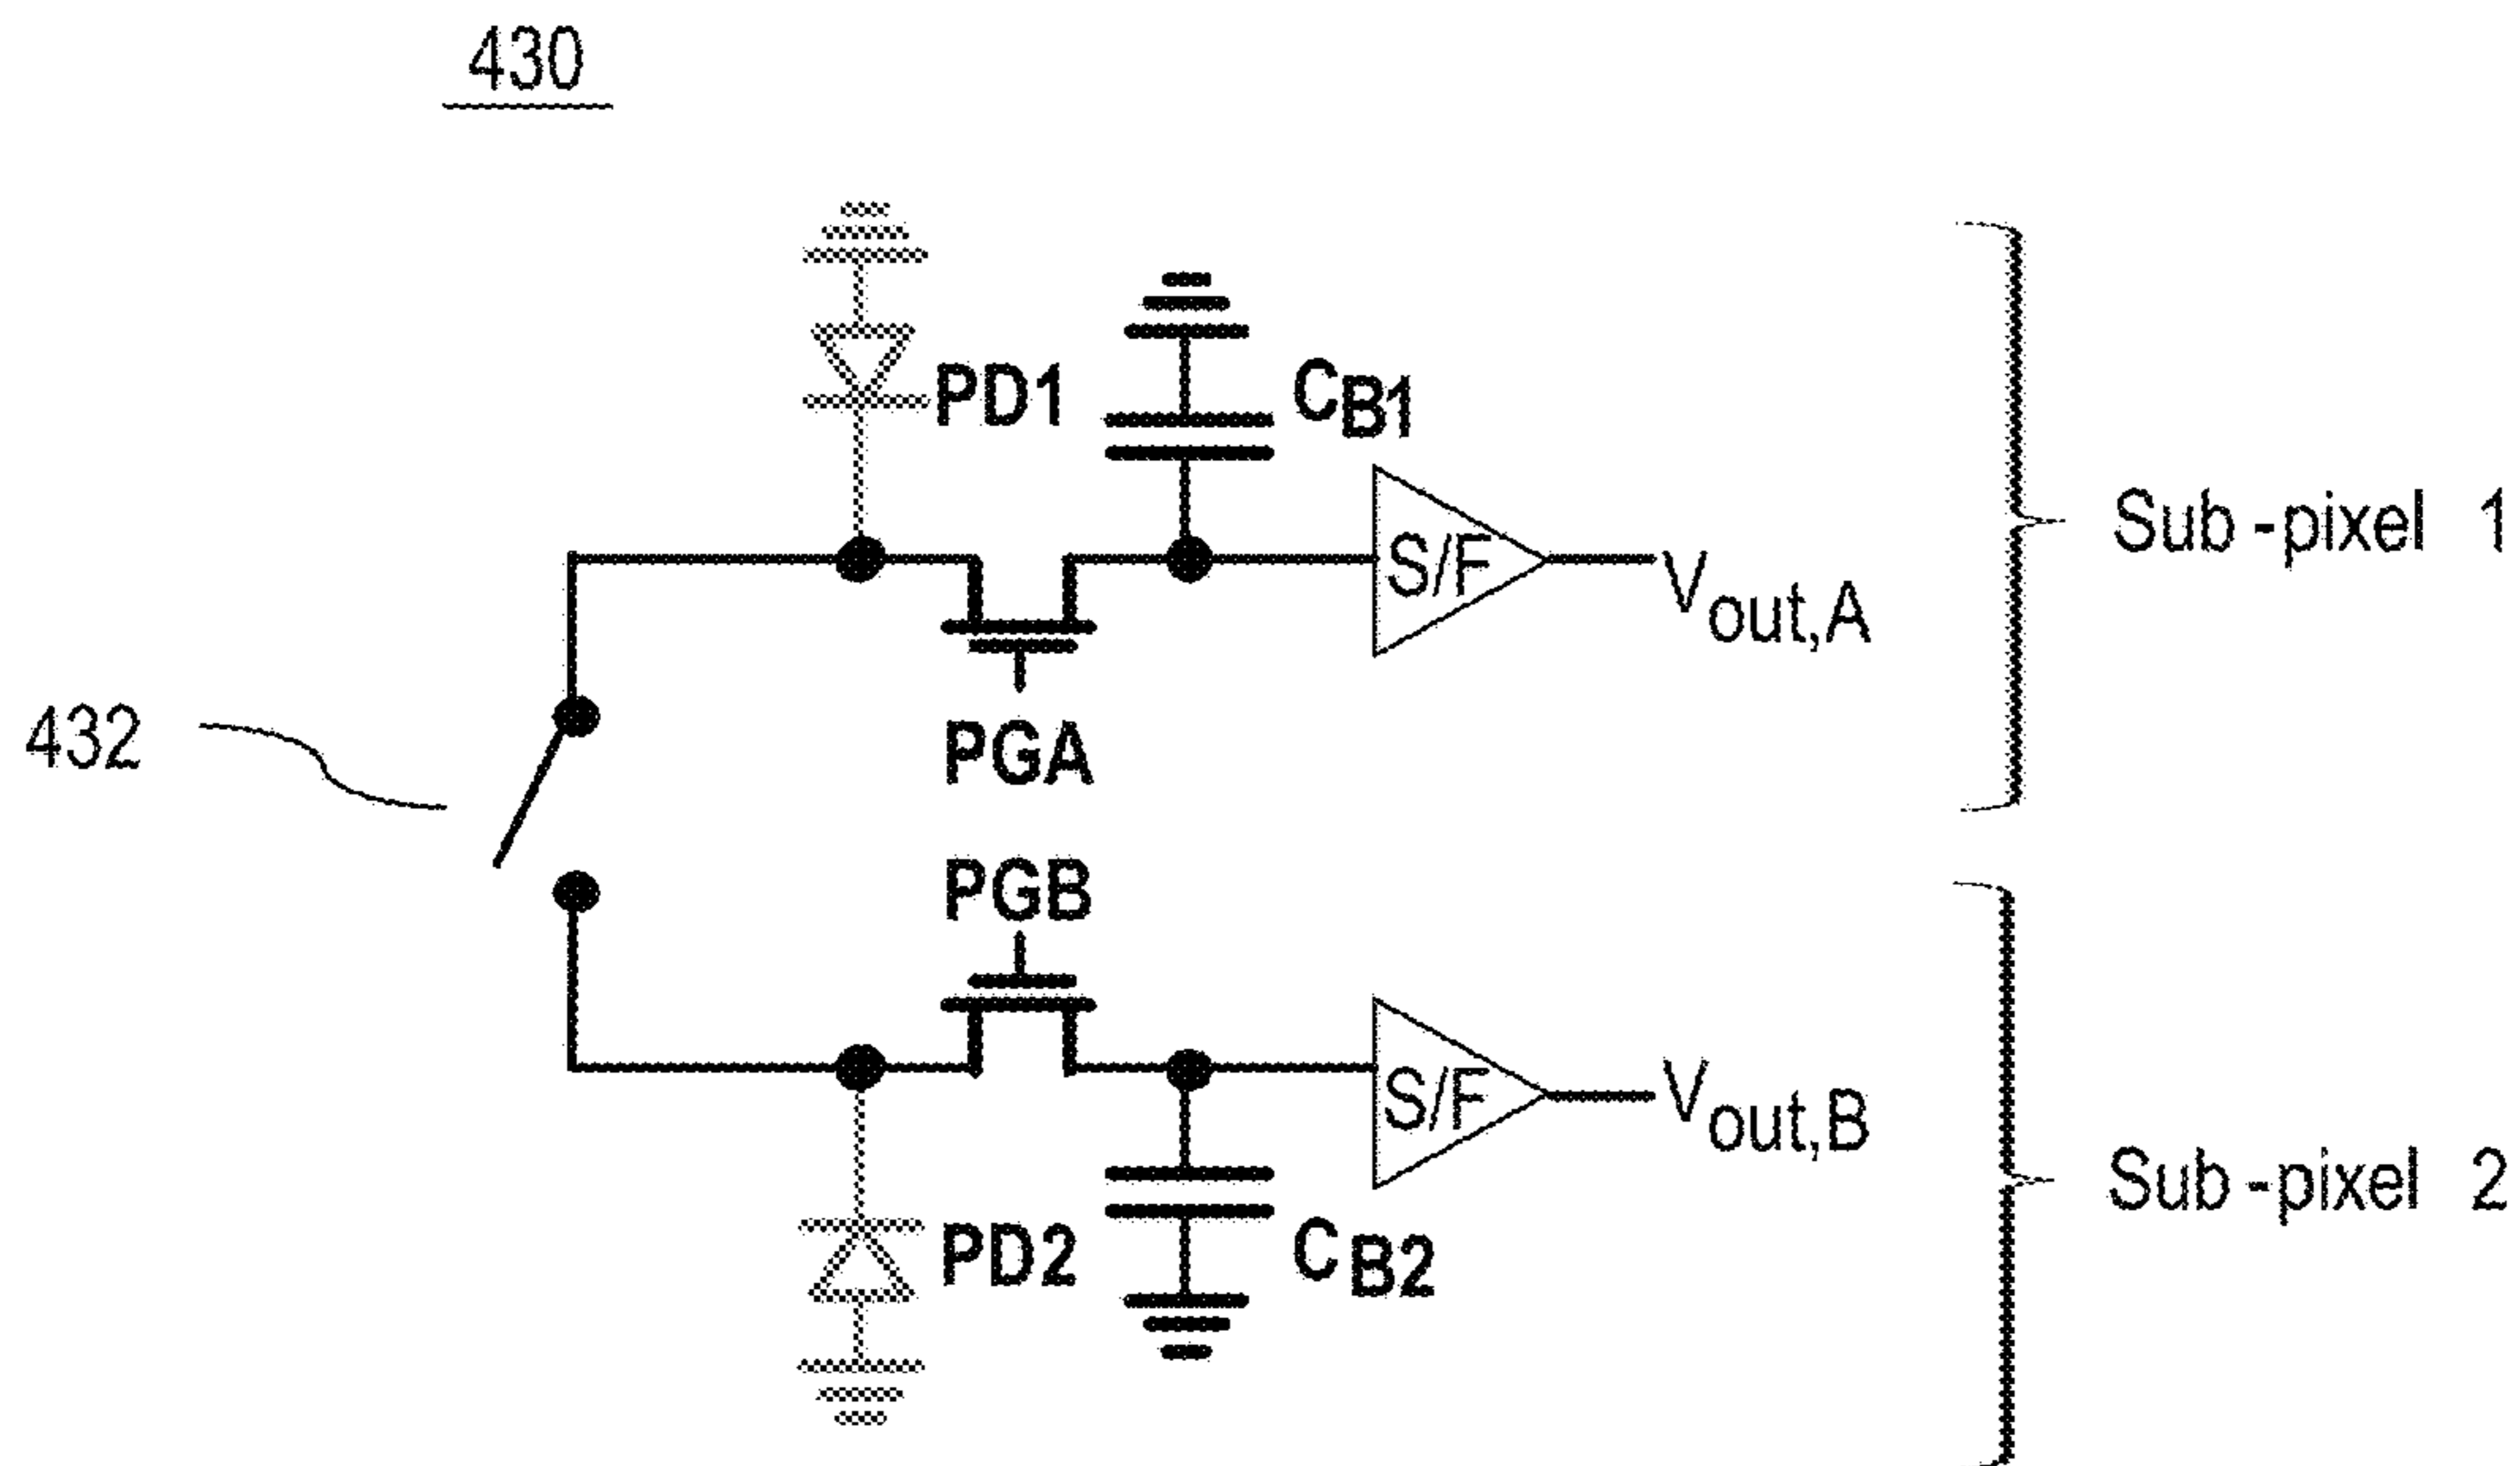 430
PD1
CB1
S/F
Vout,A
Sub-pixel 1
432
PGA
PGB
S/F
Vout,B
Sub-pixel 2
PD2
CB2